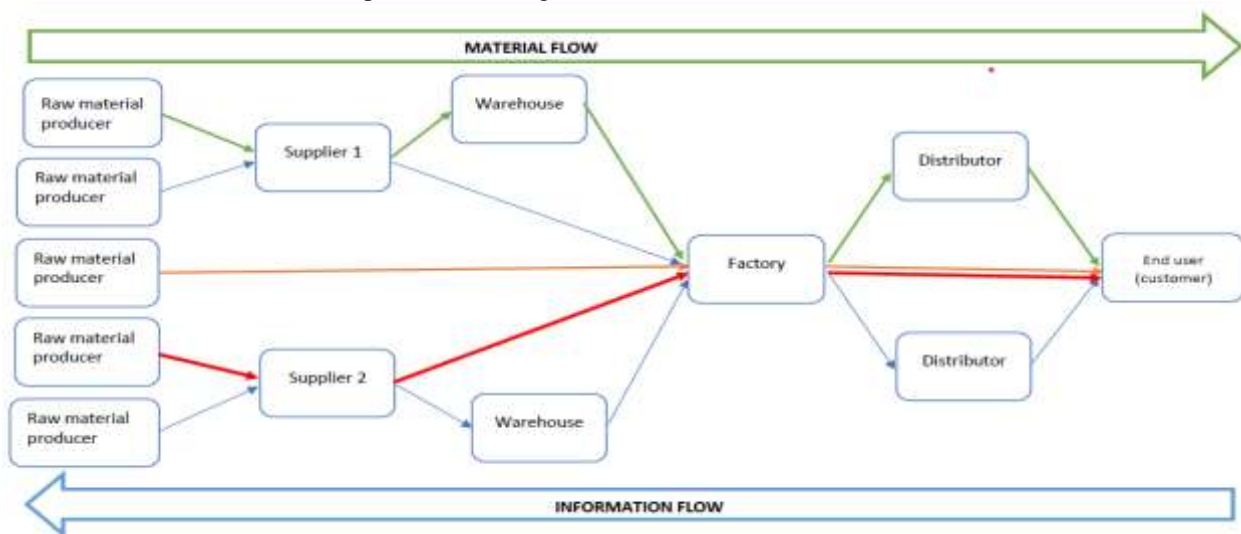 MATERIAL FLOW
Raw material
producer
Warehouse
Supplier 1
Raw material
producer
Distributor
Raw material
producer
Factory
End user
(customer)
Raw material
producer
Supplier 2
Distributor
Raw material
producer
Warehouse
INFORMATION FLOW